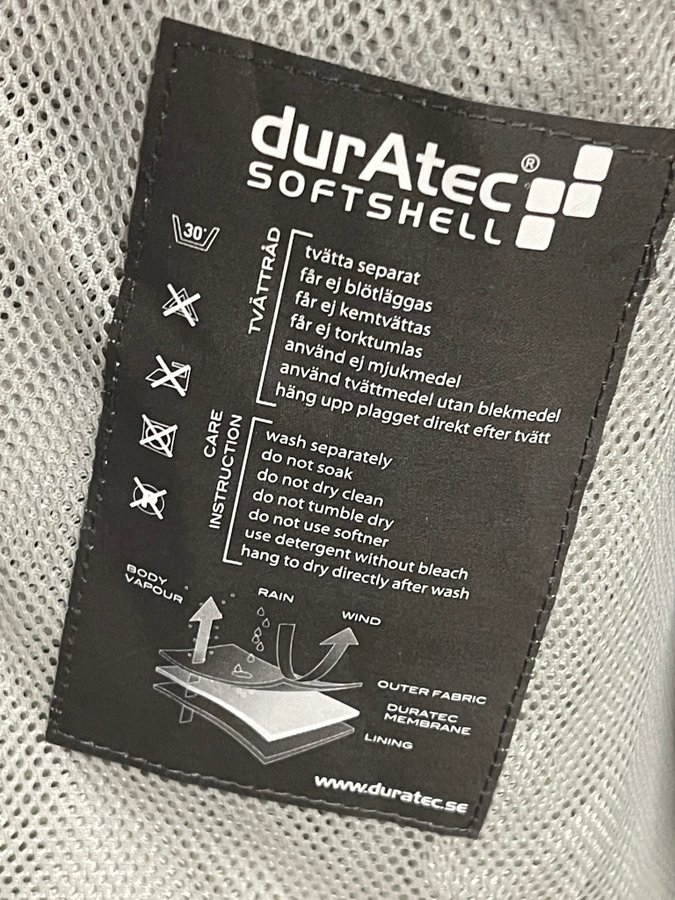 durAtec®
SOFTSHELL
30°
TVÄTTRÅD
tvätta separat
får ej blötläggas
får ej kemtvättas
får ej torktumlas
använd ej mjukmedel
använd tvättmedel utan blekmedel
häng upp plagget direkt efter tvätt
CARE
INSTRUCTION
wash separately
do not soak
do not dry clean
do not tumble dry
do not use softner
use detergent without bleach
hang to dry directly after wash
BODY
VAPOUR
RAIN
WIND
OUTER FABRIC
DURATEC
MEMBRANE
LINING
www.duratec.se